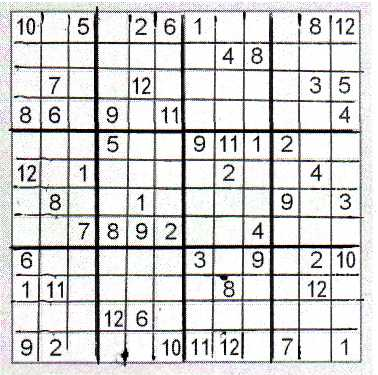 10 5 2 6 1 8 12
4 8
7 12 3 5
8 6 9 11 4
5 9 11 1 2
12 1 2 4
8 1 9 3
7 8 9 2 4
6 3 9 2 10
1 11 8 12
12 6
9 2 10 11 12 7 1